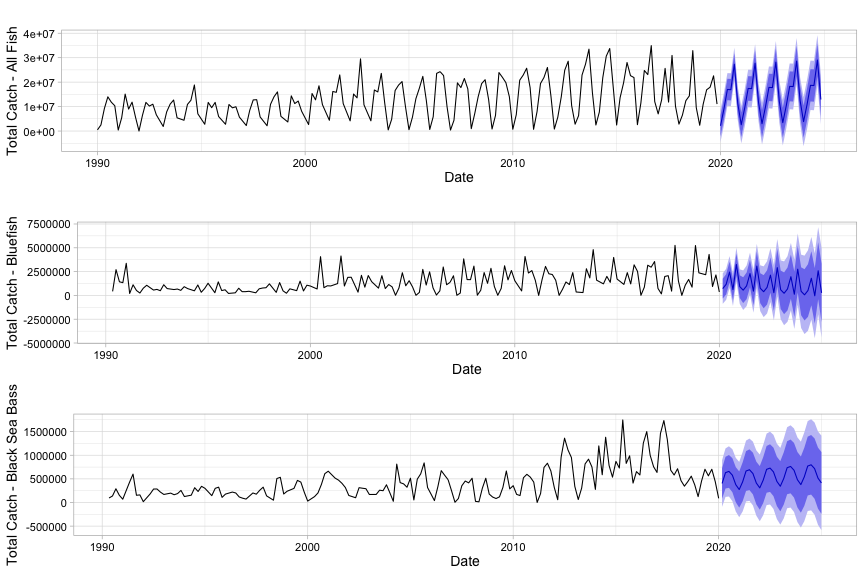 Total Catch - All Fish
4e+07
3e+07
2e+07
1e+07
0e+00
1990
2000
2010
2020
Date
Total Catch - Bluefish
7500000
5000000
2500000
0
-2500000
-5000000
1990
2000
2010
2020
Date
Total Catch - Black Sea Bass
1500000
1000000
500000
0
-500000
1990
2000
2010
2020
Date